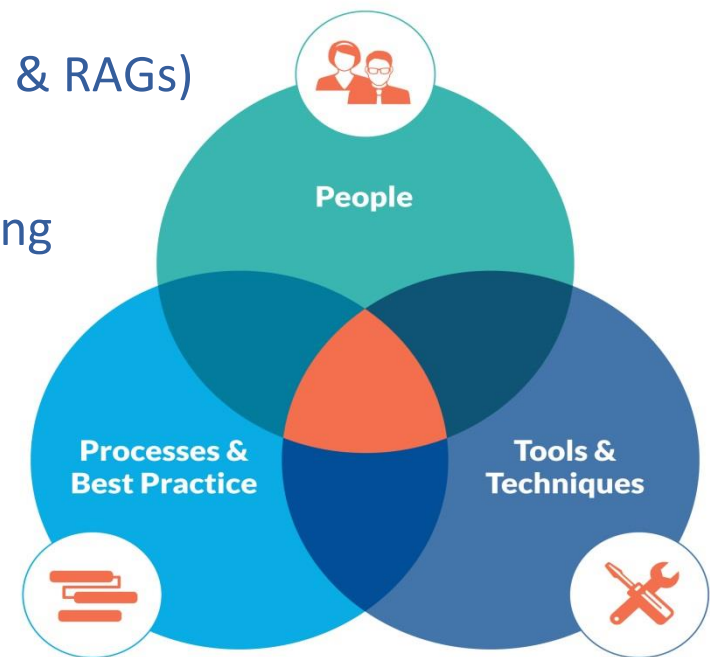 & RAGs)
People
ng
Processes &
Best Practice
Tools &
Techniques